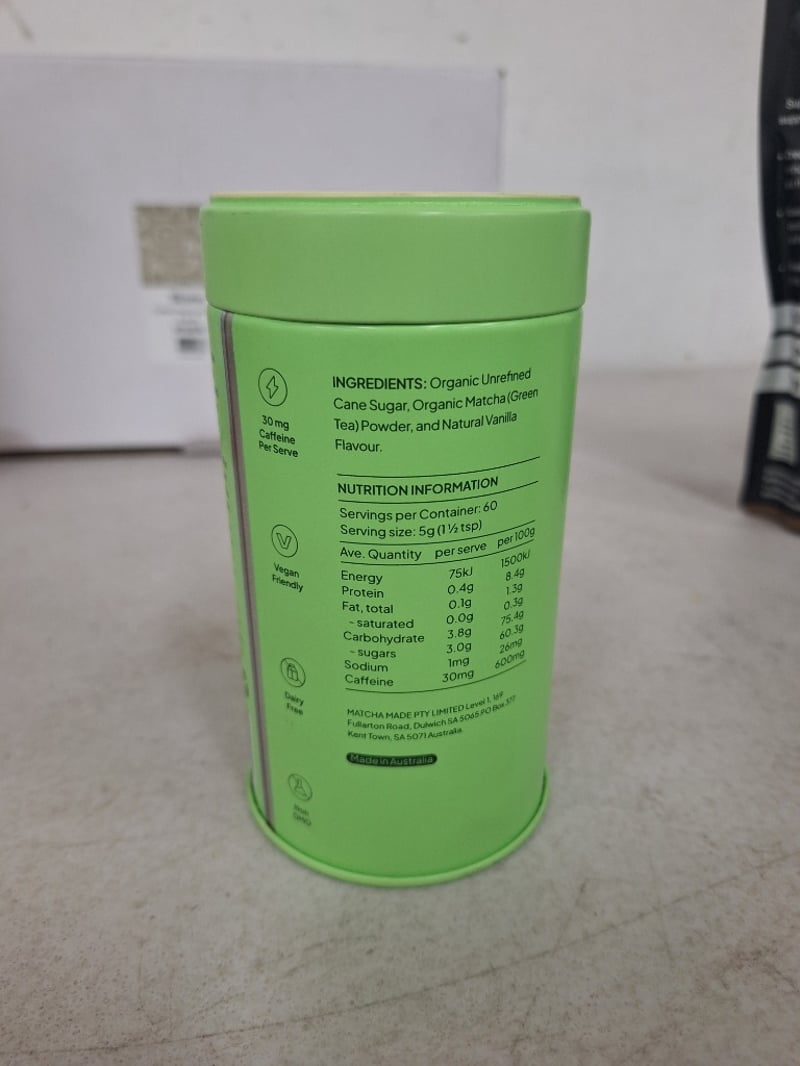 30 mg
Caffeine
Per Serve
Vegan
Friendly
Dairy
Free
Non
GMO
INGREDIENTS: Organic Unrefined
Cane Sugar, Organic Matcha (Green
Tea) Powder, and Natural Vanilla
Flavour.
NUTRITION INFORMATION
Servings per Container: 60
Serving size: 5g (1 ½ tsp)
Ave. Quantity per serve per 100g
Energy 75kJ 1500kJ
Protein 0.4g 8.4g
Fat, total 0.1g 1.3g
- saturated 0.0g 0.3g
Carbohydrate 3.8g 75.4g
- sugars 3.0g 60.3g
Sodium 1mg 26mg
Caffeine 30mg 600mg
MATCHA MADE PTY LIMITED Level 1, 169
Fullarton Road, Dulwich SA 5065 PO Box 377
Kent Town, SA 5071 Australia
Made in Australia